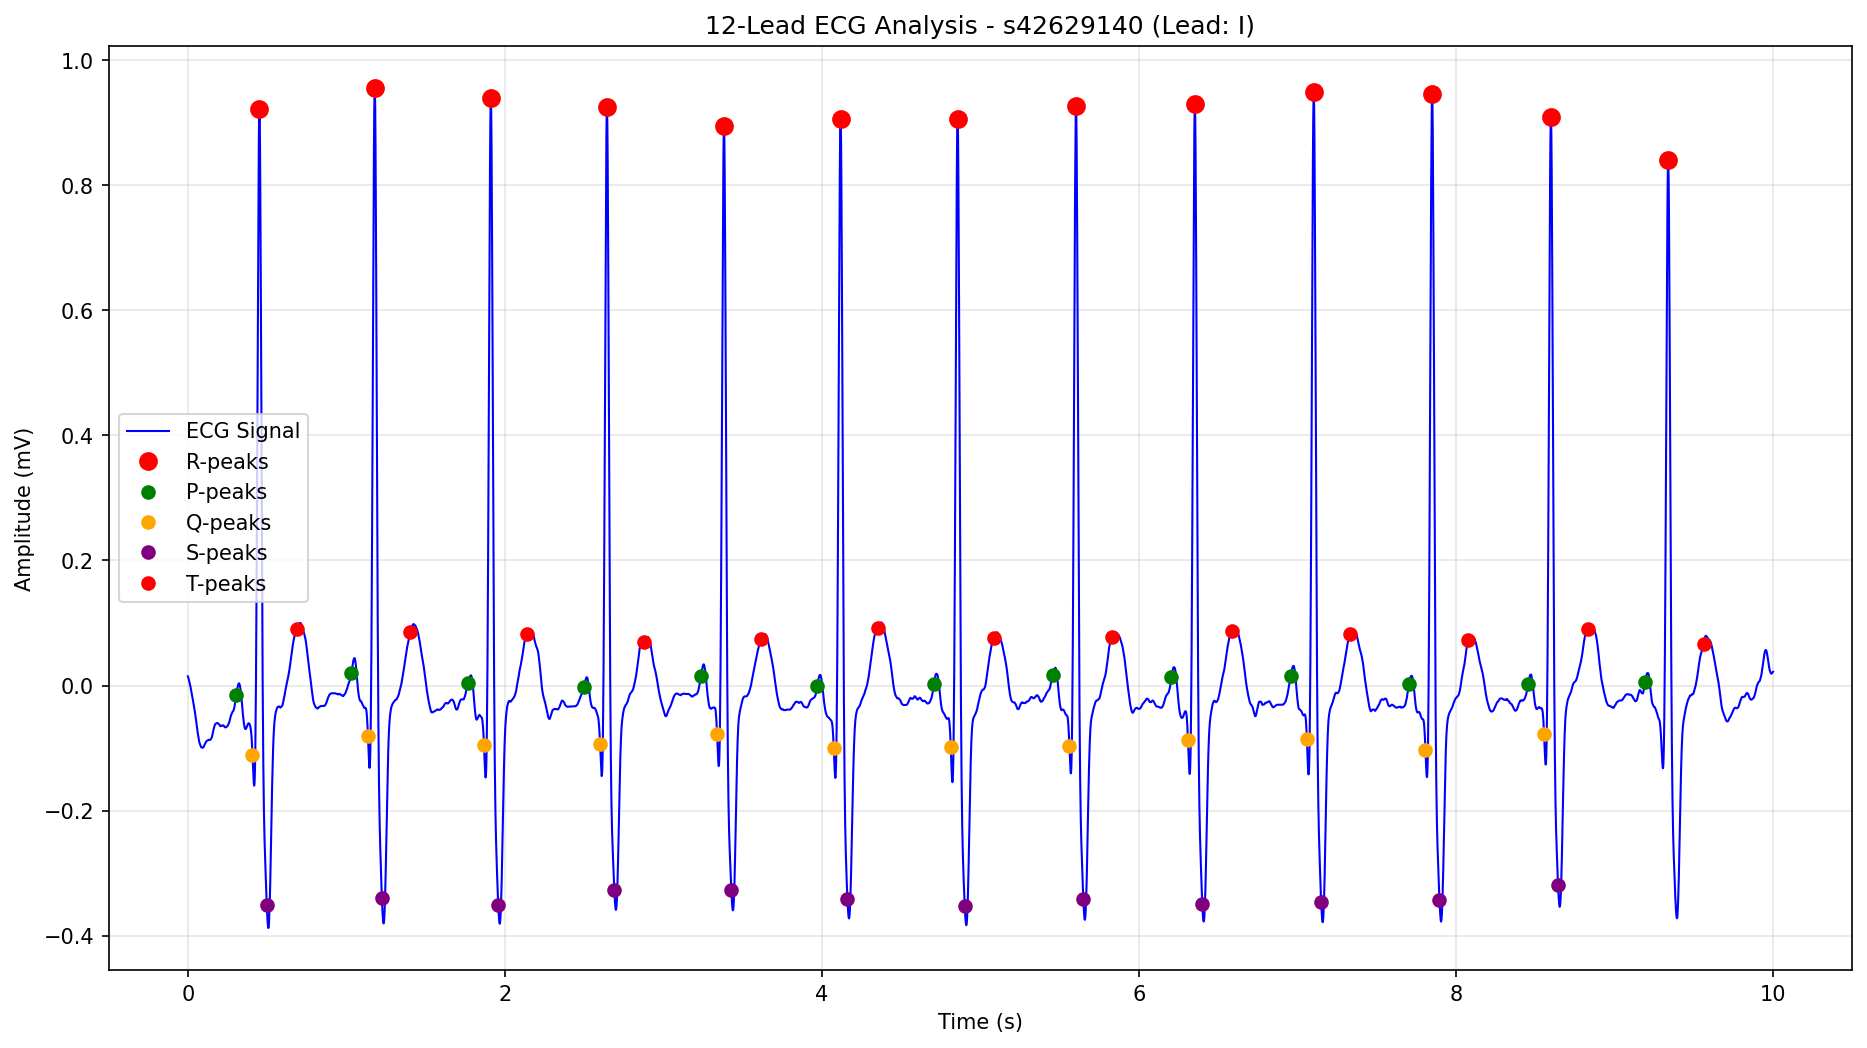 12-Lead ECG Analysis - s42629140 (Lead: I)
1.0
0.8
0.6
0.4
0.2
0.0
−0.2
−0.4
Amplitude (mV)
ECG Signal
R-peaks
P-peaks
Q-peaks
S-peaks
T-peaks
0 2 4 6 8 10
Time (s)